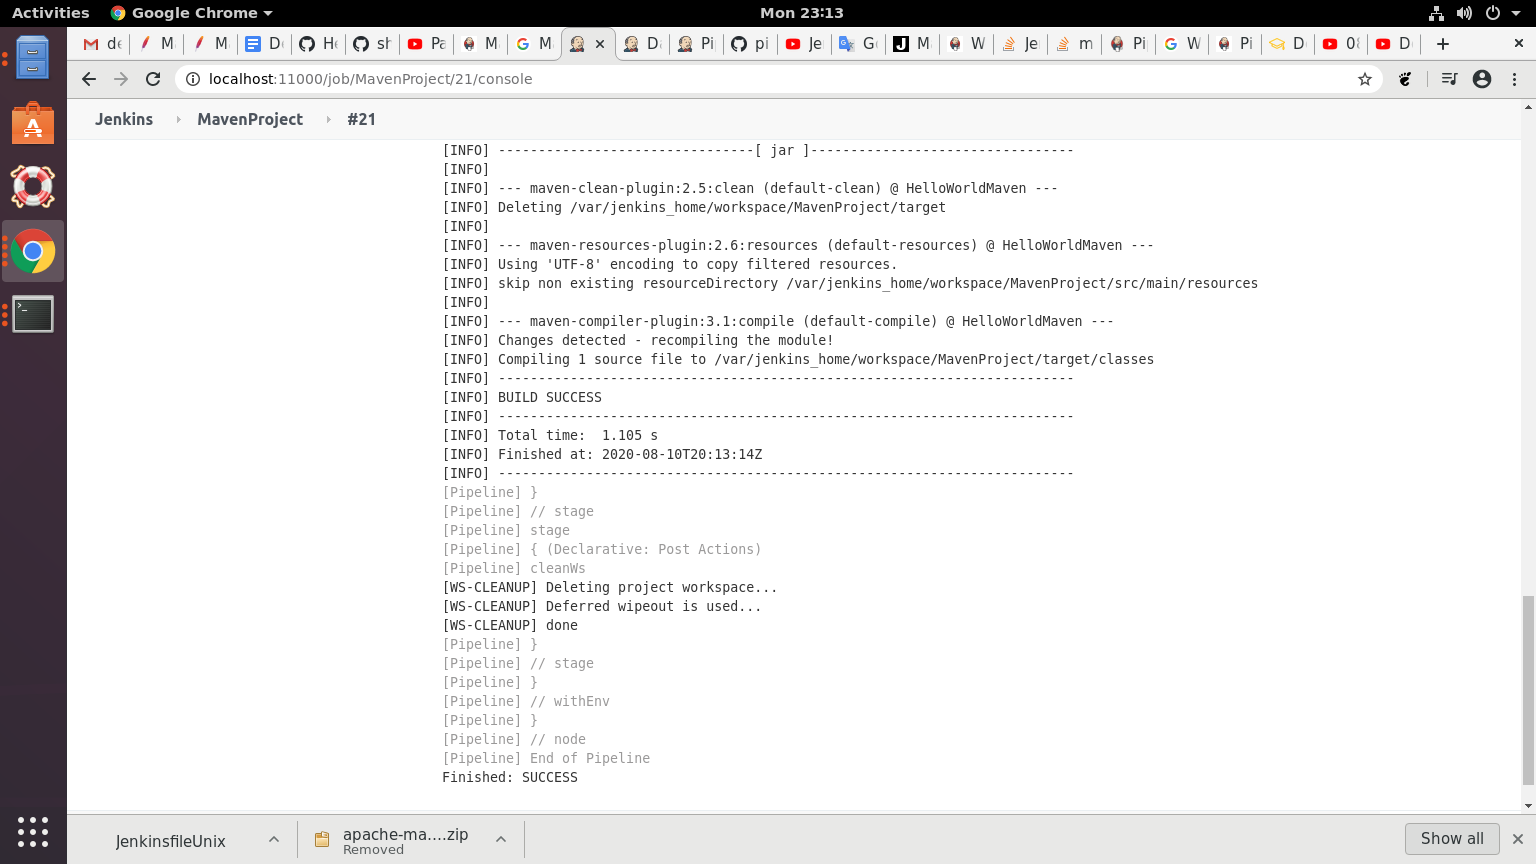 Activities Google Chrome Mon 23:13
de M M D He sh Pa M M Da Pi pi Je Go M W Je m Pi W Pi D 08 D
localhost:11000/job/MavenProject/21/console
Jenkins MavenProject #21
[INFO] --------------------------------[ jar ]---------------------------------
[INFO]
[INFO] --- maven-clean-plugin:2.5:clean (default-clean) @ HelloWorldMaven ---
[INFO] Deleting /var/jenkins_home/workspace/MavenProject/target
[INFO]
[INFO] --- maven-resources-plugin:2.6:resources (default-resources) @ HelloWorldMaven ---
[INFO] Using 'UTF-8' encoding to copy filtered resources.
[INFO] skip non existing resourceDirectory /var/jenkins_home/workspace/MavenProject/src/main/resources
[INFO]
[INFO] --- maven-compiler-plugin:3.1:compile (default-compile) @ HelloWorldMaven ---
[INFO] Changes detected - recompiling the module!
[INFO] Compiling 1 source file to /var/jenkins_home/workspace/MavenProject/target/classes
[INFO] ------------------------------------------------------------------------
[INFO] BUILD SUCCESS
[INFO] ------------------------------------------------------------------------
[INFO] Total time:  1.105 s
[INFO] Finished at: 2020-08-10T20:13:14Z
[INFO] ------------------------------------------------------------------------
[Pipeline] }
[Pipeline] // stage
[Pipeline] stage
[Pipeline] { (Declarative: Post Actions)
[Pipeline] cleanWs
[WS-CLEANUP] Deleting project workspace...
[WS-CLEANUP] Deferred wipeout is used...
[WS-CLEANUP] done
[Pipeline] }
[Pipeline] // stage
[Pipeline] }
[Pipeline] // withEnv
[Pipeline] }
[Pipeline] // node
[Pipeline] End of Pipeline
Finished: SUCCESS
JenkinsfileUnix
apache-ma....zip
Removed
Show all